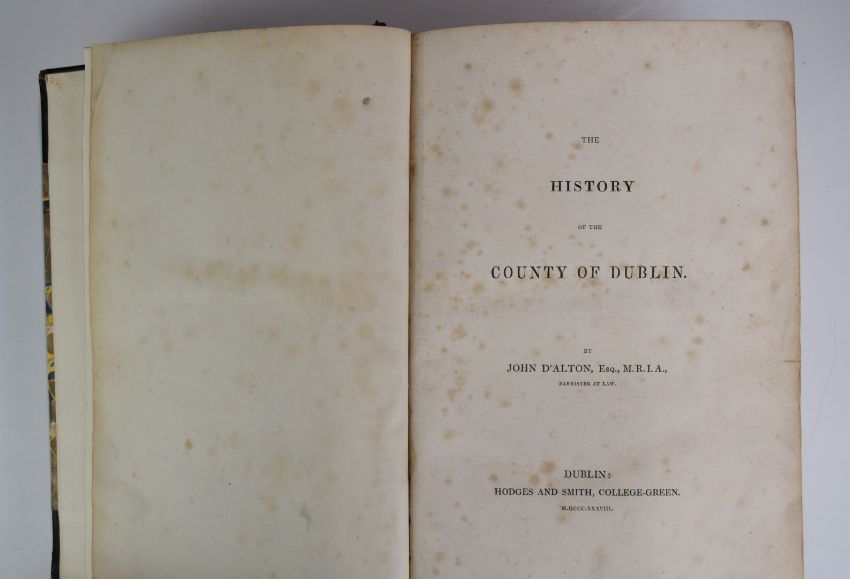 THE
HISTORY
OF THE
COUNTY OF DUBLIN.
BY
JOHN D'ALTON, Esq., M.R.I.A.,
BARRISTER AT LAW.
DUBLIN:
HODGES AND SMITH, COLLEGE-GREEN.
M.DCCC.XXXVIII.